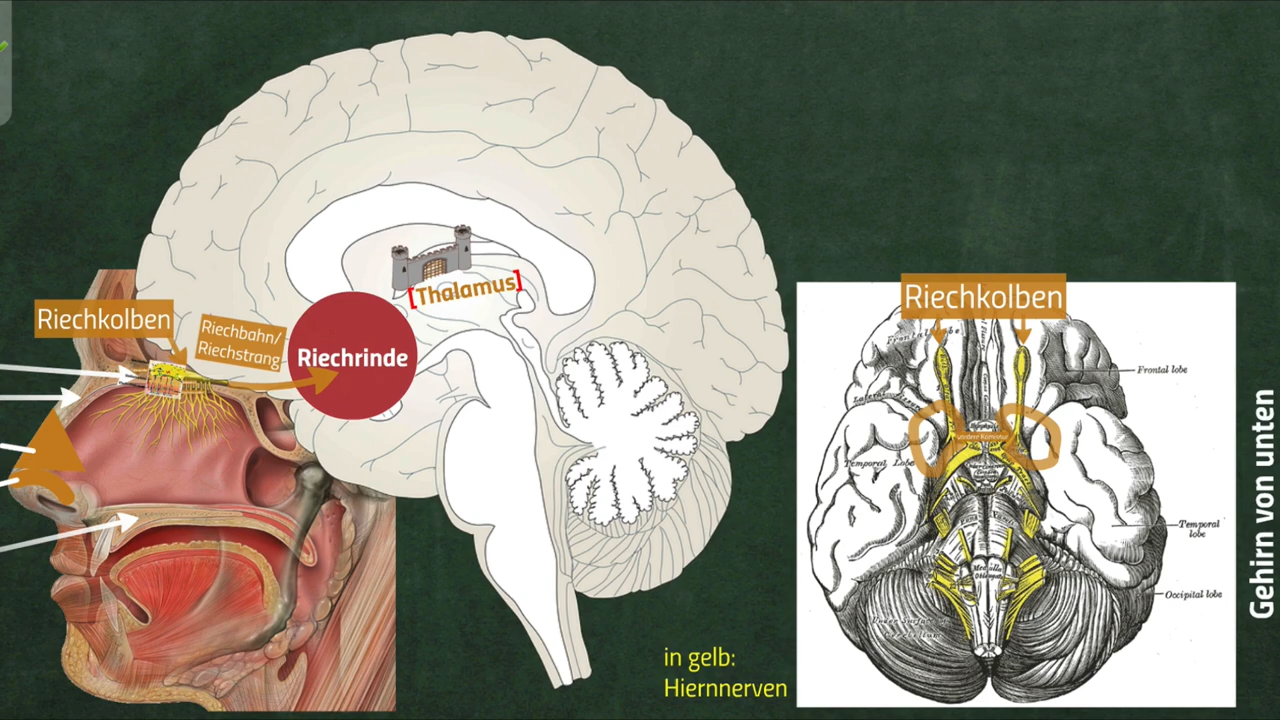 Riechkolben
Riechbahn/
Riechstrang
Riechrinde
[Thalamus]
in gelb:
Hiernnerven
Riechkolben
Frontal lobe
Temporal Lobe
Temporal
lobe
Occipital lobe
Medulla
Oblongata
Gehirn von unten